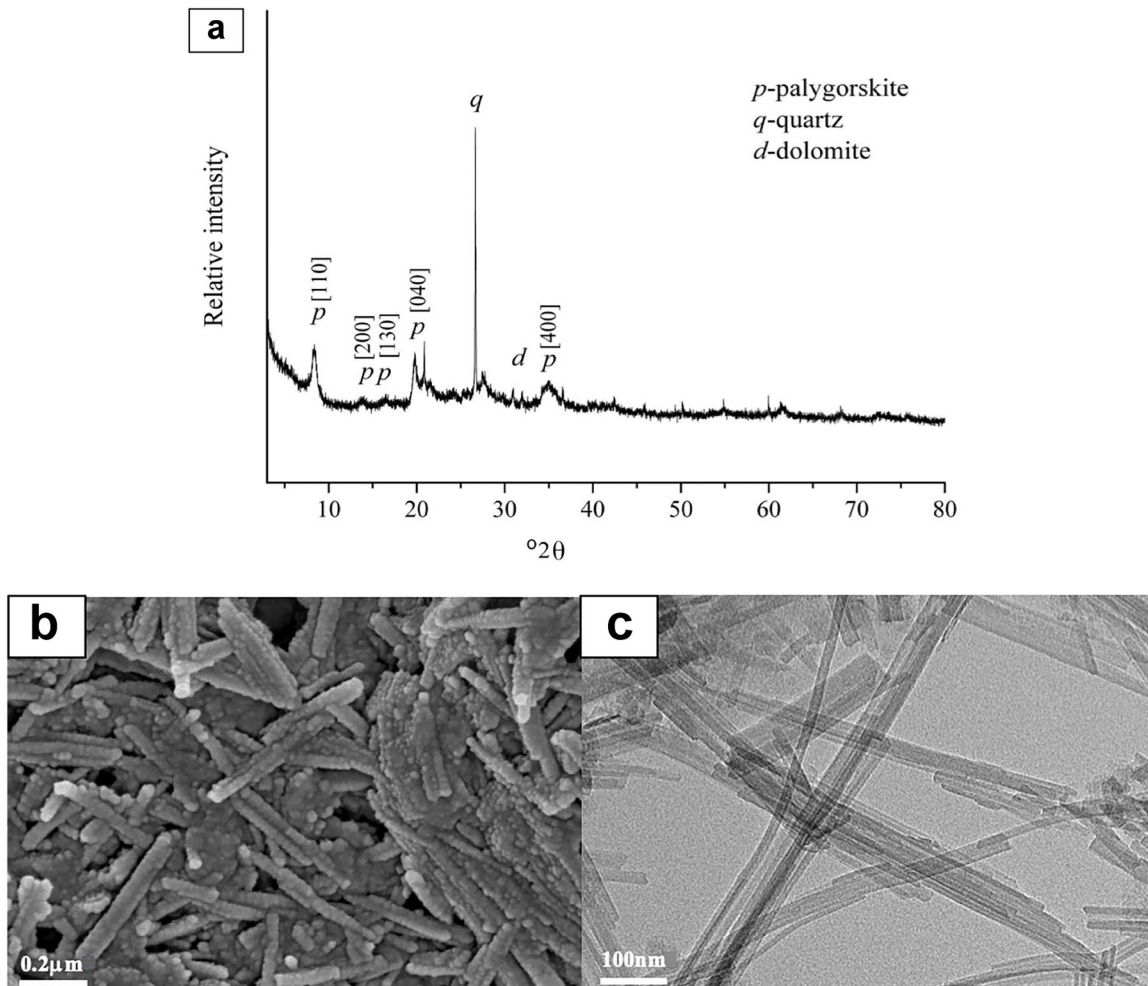 a
p-palygorskite
q-quartz
d-dolomite
Relative intensity
q
p [110]
p [200]
p [130]
p [040]
d
p [400]
10 20 30 40 50 60 70 80
°2θ
b
0.2μm
c
100nm